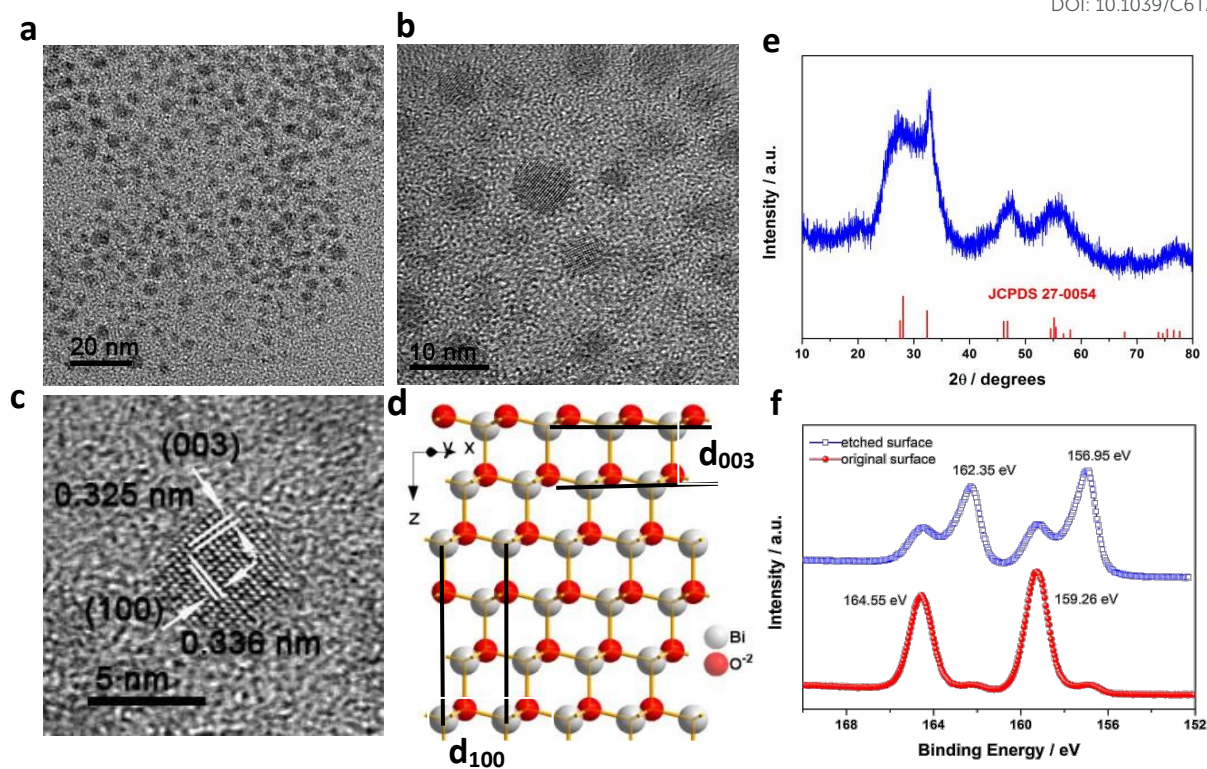 DOI: 10.1039/C6T
a
20 nm
b
10 nm
c
(003)
0.325 nm
(100)
0.336 nm
5 nm
d
y x
z
d003
d100
Bi
O-2
e
Intensity / a.u.
JCPDS 27-0054
10 20 30 40 50 60 70 80
2θ / degrees
f
etched surface
original surface
162.35 eV
156.95 eV
164.55 eV
159.26 eV
Intensity / a.u.
168 164 160 156 152
Binding Energy / eV